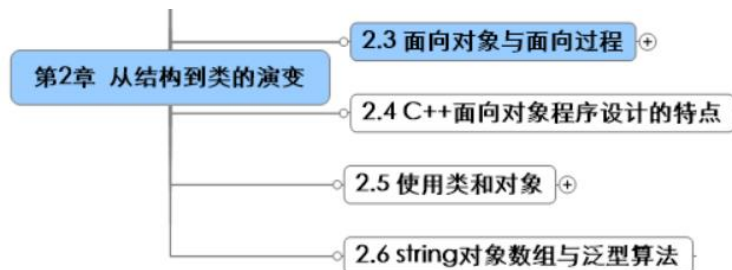 2.3 面向对象与面向过程
第2章 从结构到类的演变
2.4 C++面向对象程序设计的特点
2.5 使用类和对象
2.6 string对象数组与泛型算法